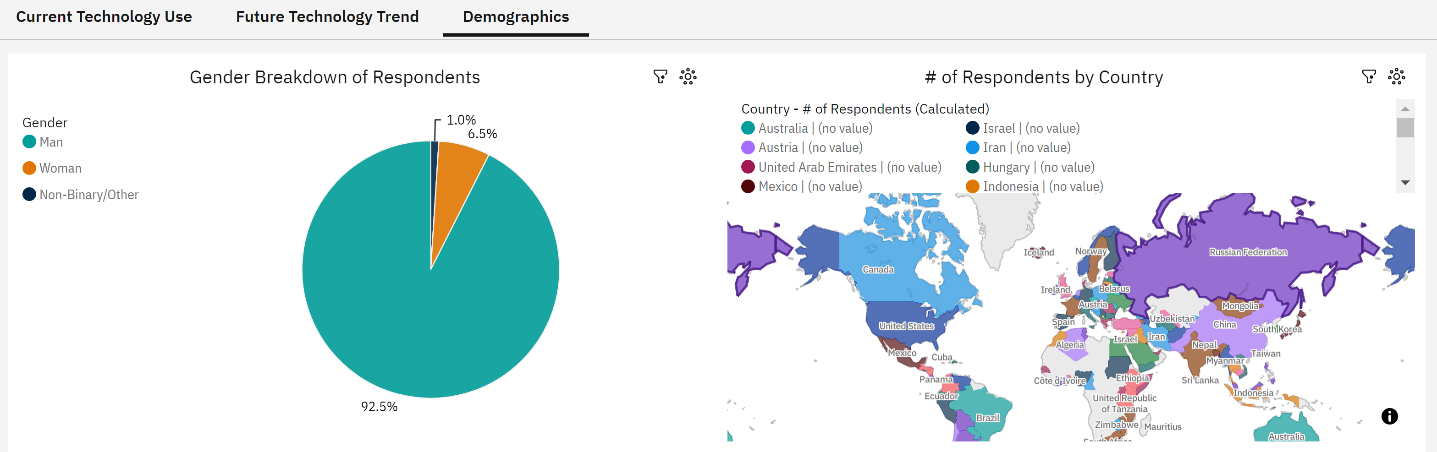 Current Technology Use Future Technology Trend Demographics
Gender Breakdown of Respondents
Gender
Man
Woman
Non-Binary/Other
1.0%
6.5%
92.5%
# of Respondents by Country
Country - # of Respondents (Calculated)
Australia | (no value) Israel | (no value)
Austria | (no value) Iran | (no value)
United Arab Emirates | (no value) Hungary | (no value)
Mexico | (no value) Indonesia | (no value)
Iceland
Norway
Russian Federation
Canada
Ireland
Belarus
Austria
Mongolia
Spain
Uzbekistan
China
United States
South Korea
Algeria
Israel
Iran
Nepal
Mexico
Cuba
Myanmar
Taiwan
Panama
Côte d'Ivoire
Ethiopia
Sri Lanka
Ecuador
United Republic
of Tanzania
Indonesia
Brazil
Zimbabwe
Mauritius
Australia